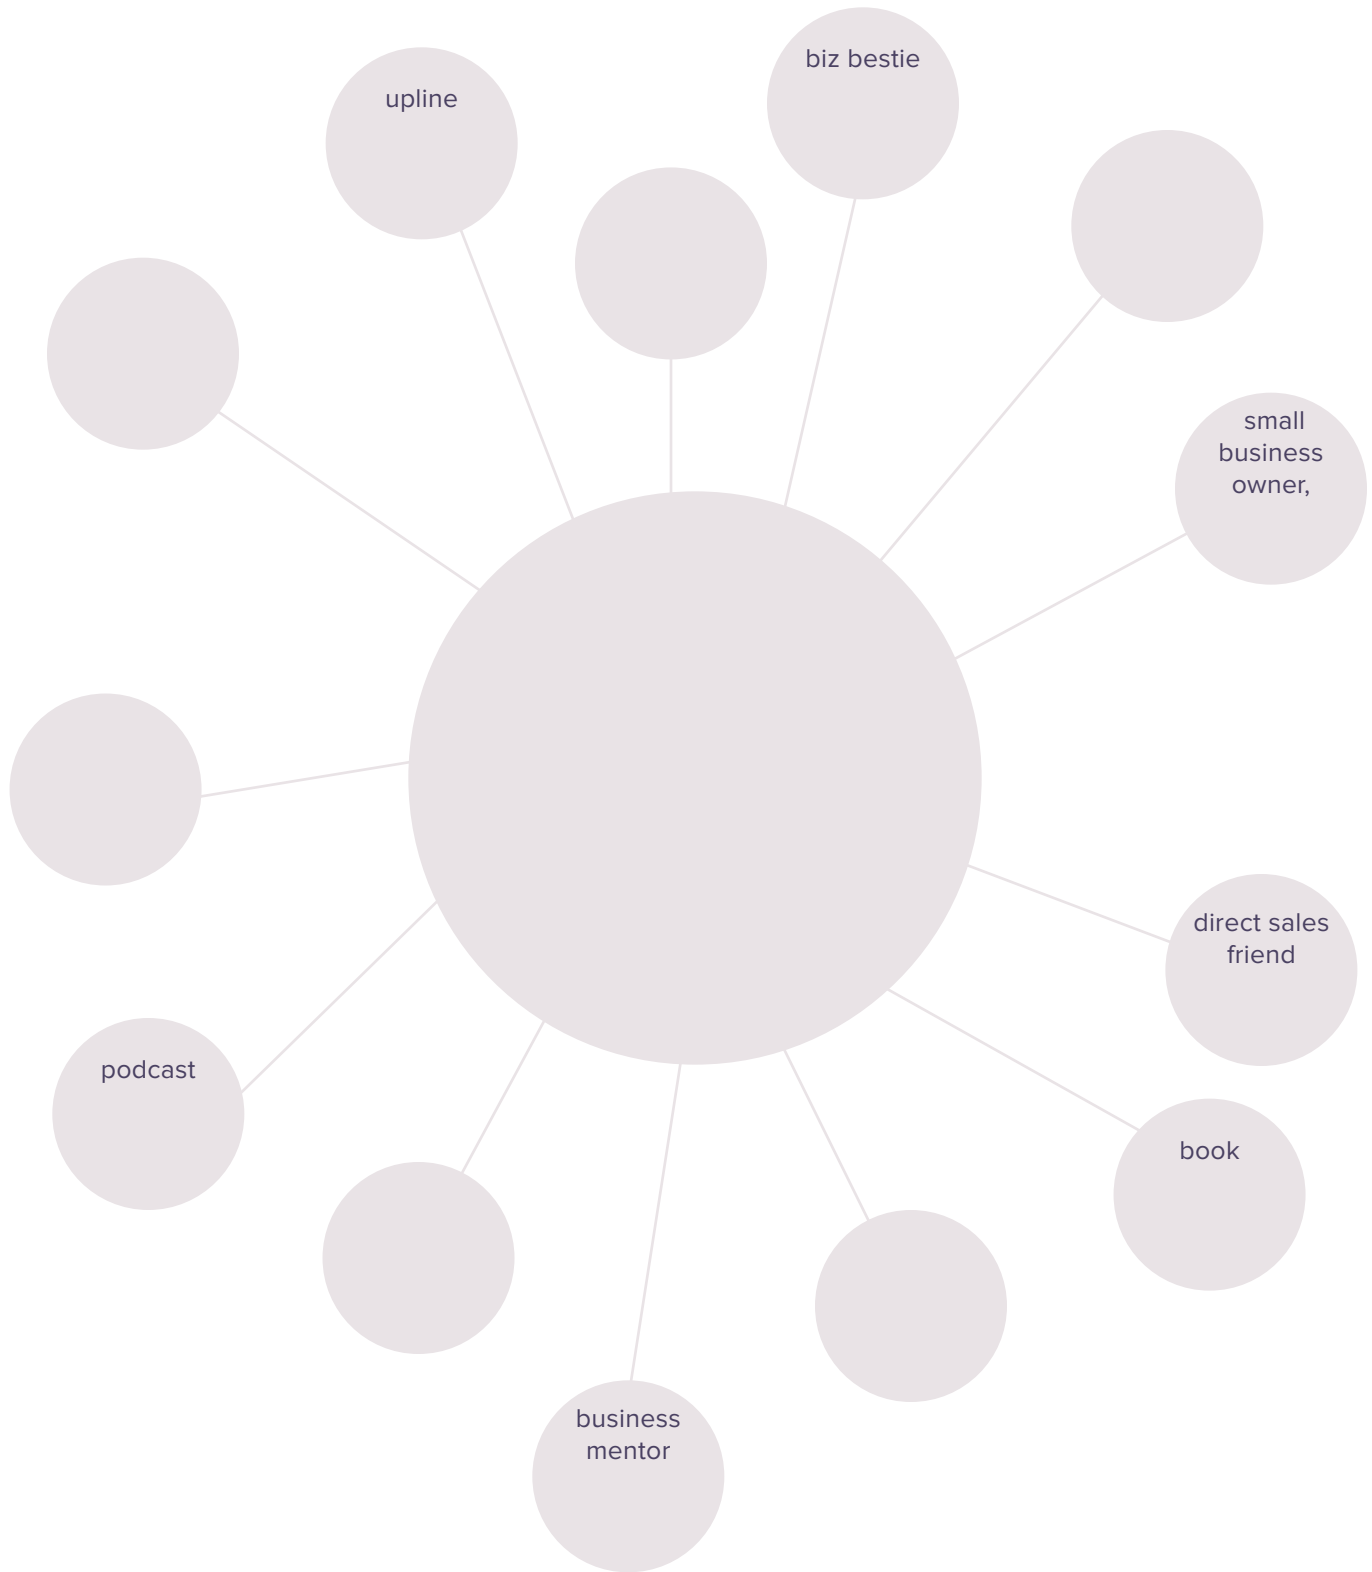 biz bestie
upline
small
business
owner,
direct sales
friend
podcast
book
business
mentor